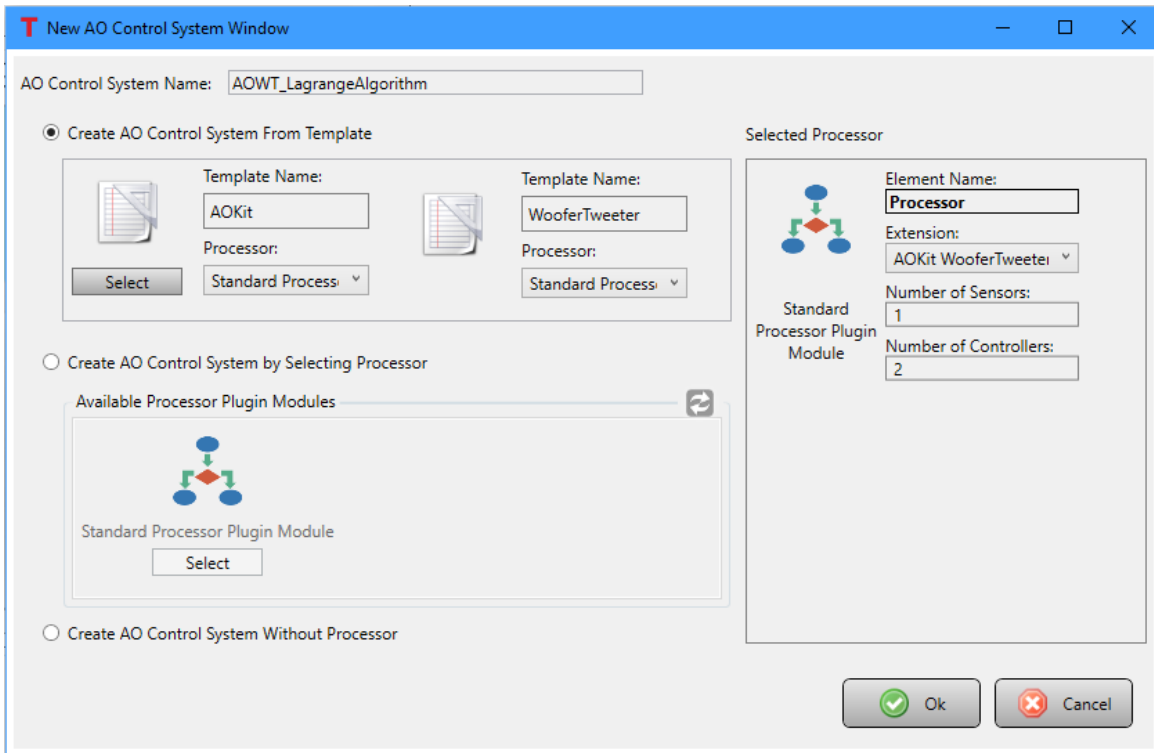 T New AO Control System Window
AO Control System Name: AOWT_LagrangeAlgorithm
Create AO Control System From Template
Template Name:
AOKit
Processor:
Standard Process
Select
Template Name:
WooferTweeter
Processor:
Standard Process
Create AO Control System by Selecting Processor
Available Processor Plugin Modules
Standard Processor Plugin Module
Select
Create AO Control System Without Processor
Selected Processor
Standard
Processor Plugin
Module
Element Name:
Processor
Extension:
AOKit WooferTweeter
Number of Sensors:
1
Number of Controllers:
2
Ok
Cancel